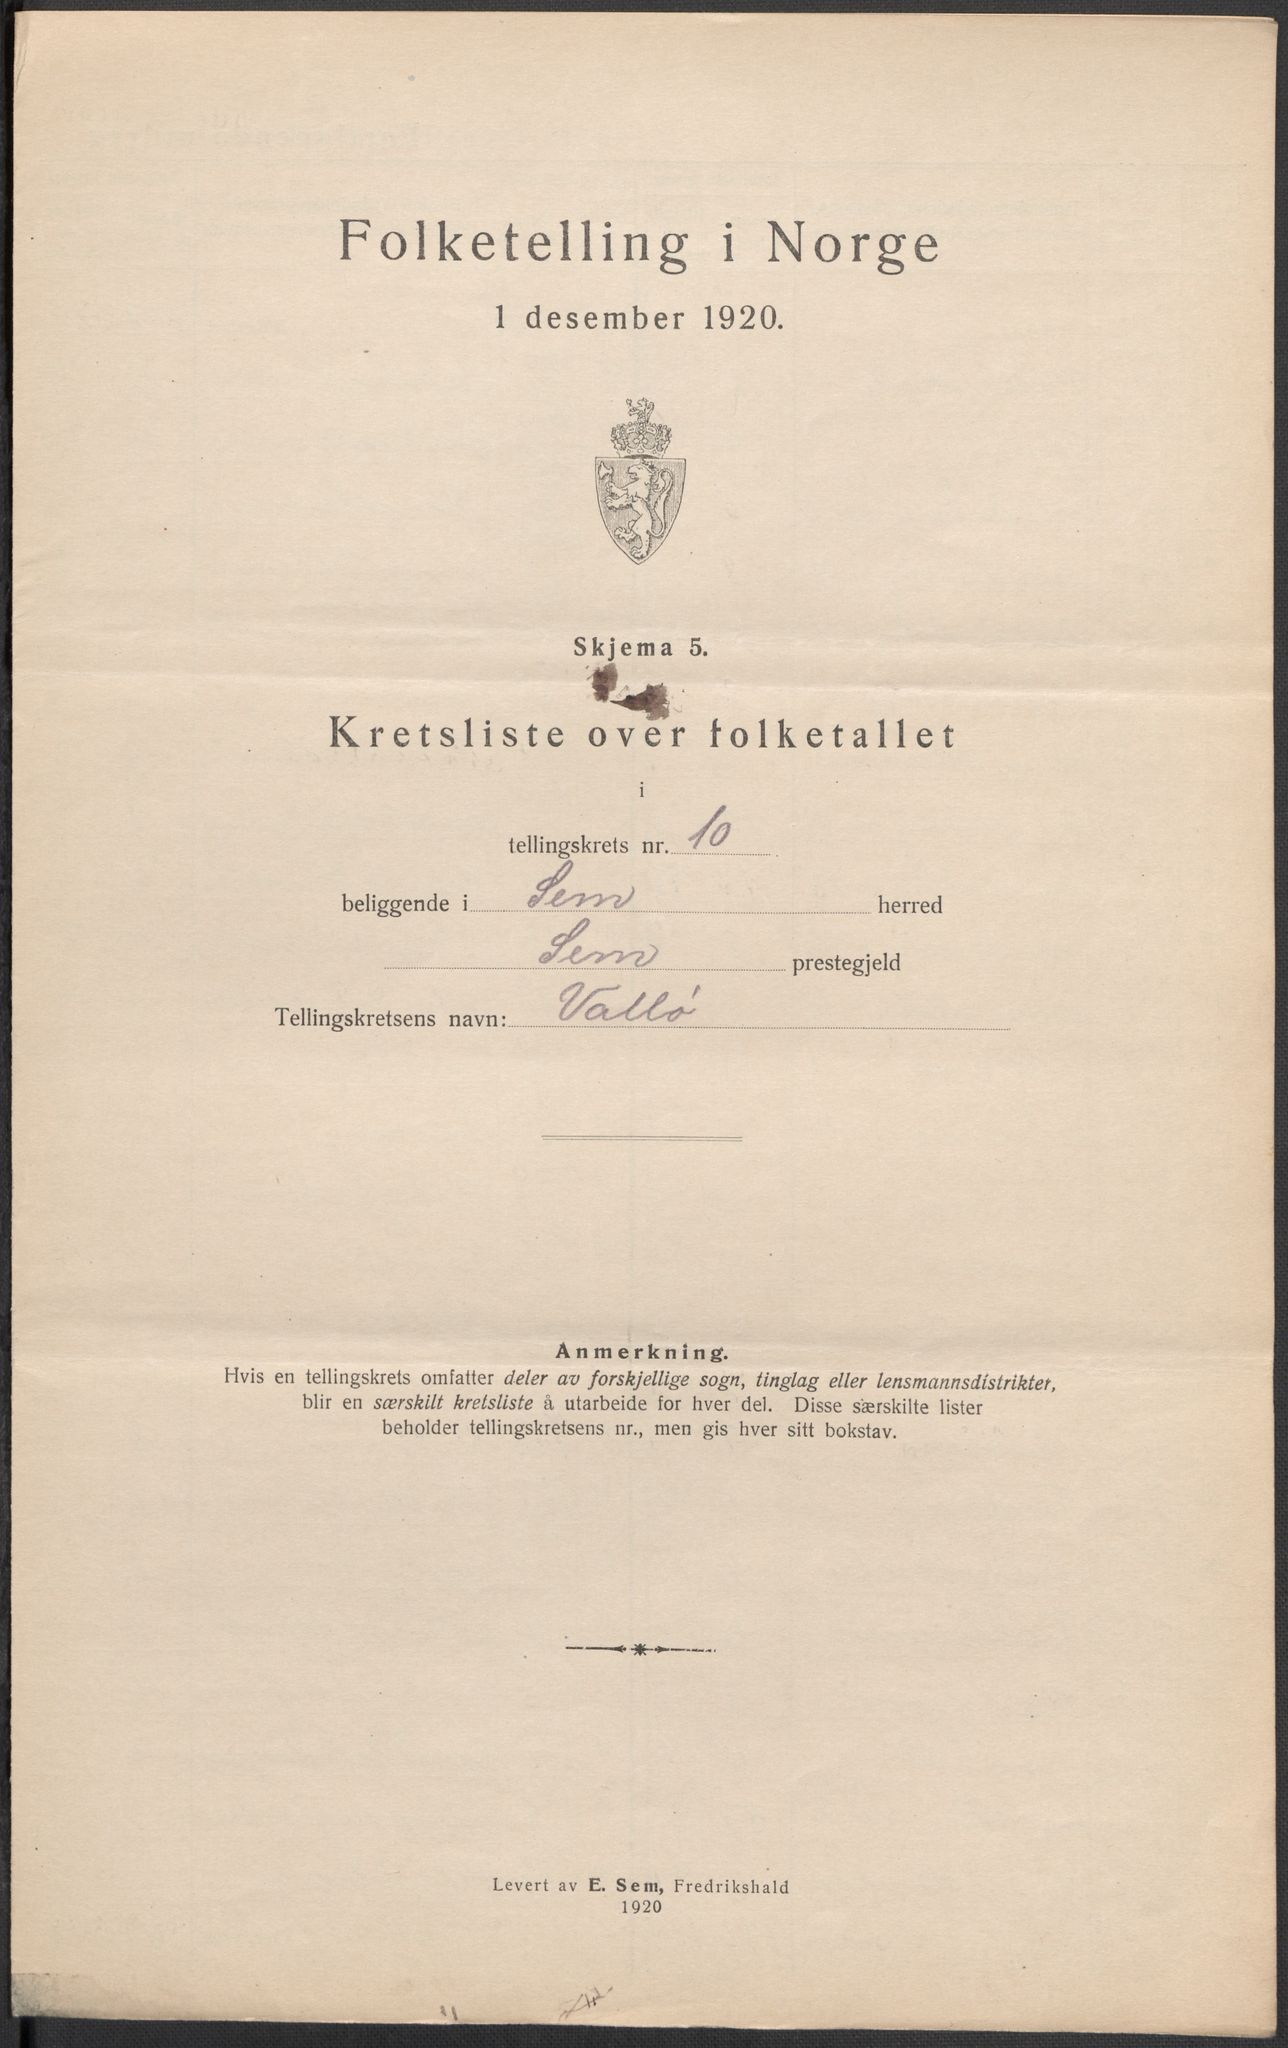 Folketelling i Norge
1 desember 1920.
Skjema 5.
Kretsliste over folketallet
i
tellingskrets nr. 10
beliggende i Sem herred
Sem prestegjeld
Tellingskretsens navn: Vallø
Anmerkning.
Hvis en tellingskrets omfatter deler av forskjellige sogn, tinglag eller lensmannsdistrikter,
blir en særskilt kretsliste å utarbeide for hver del. Disse særskilte lister
beholder tellingskretsens nr., men gis hver sitt bokstav.
Levert av E. Sem, Fredrikshald
1920